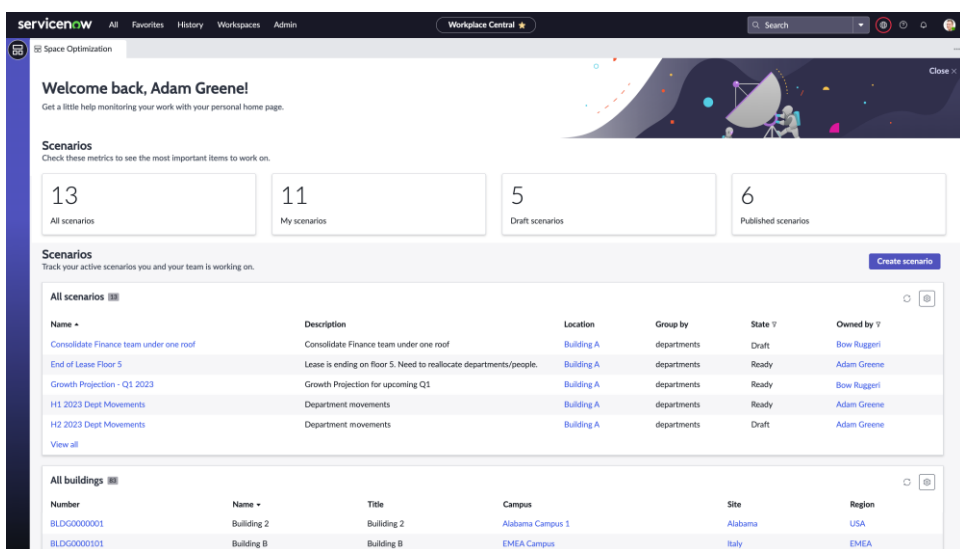 servicenow All Favorites History Workspaces Admin Workplace Central ★ Search
Space Optimization
Close ×
Welcome back, Adam Greene!
Get a little help monitoring your work with your personal home page.
Scenarios
Check these metrics to see the most important items to work on.
13 11 5 6
All scenarios My scenarios Draft scenarios Published scenarios
Scenarios
Track your active scenarios you and your team is working on.
Create scenario
All scenarios 13
Name Description Location Group by State Owned by
Consolidate Finance team under one roof Consolidate Finance team under one roof Building A departments Draft Bow Ruggeri
End of Lease Floor 5 Lease is ending on floor 5. Need to reallocate departments/people. Building A departments Ready Adam Greene
Growth Projection - Q1 2023 Growth Projection for upcoming Q1 Building A departments Ready Bow Ruggeri
H1 2023 Dept Movements Department movements Building A departments Ready Adam Greene
H2 2023 Dept Movements Department movements Building A departments Draft Adam Greene
View all
All buildings 83
Number Name Title Campus Site Region
BLDG0000001 Builiding 2 Builiding 2 Alabama Campus 1 Alabama USA
BLDG0000101 Building B Building B EMEA Campus Italy EMEA